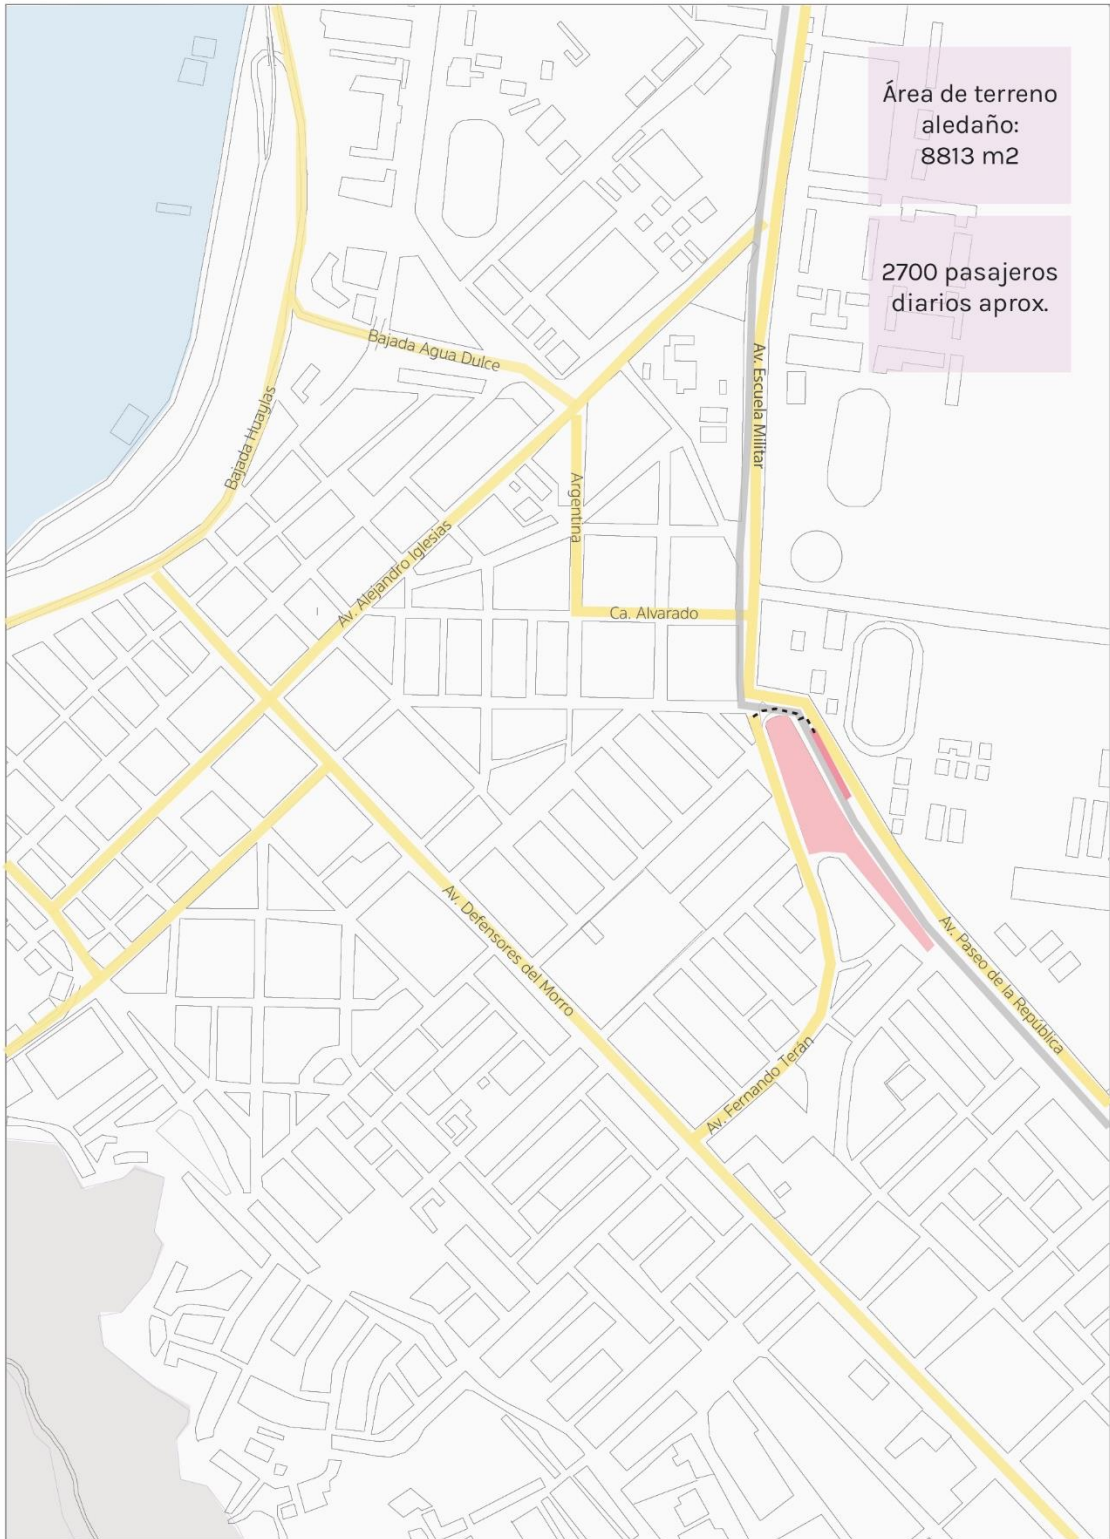 Área de terreno
aledaño:
8813 m2
2700 pasajeros
diarios aprox.
Bajada Agua Dulce
Av. Escuela Militar
Bajada Huaylas
Argentina
Av. Alejandro Iglesias
Ca. Alvarado
Av. Defensores del Morro
Av. Paseo de la República
Av. Fernando Terán